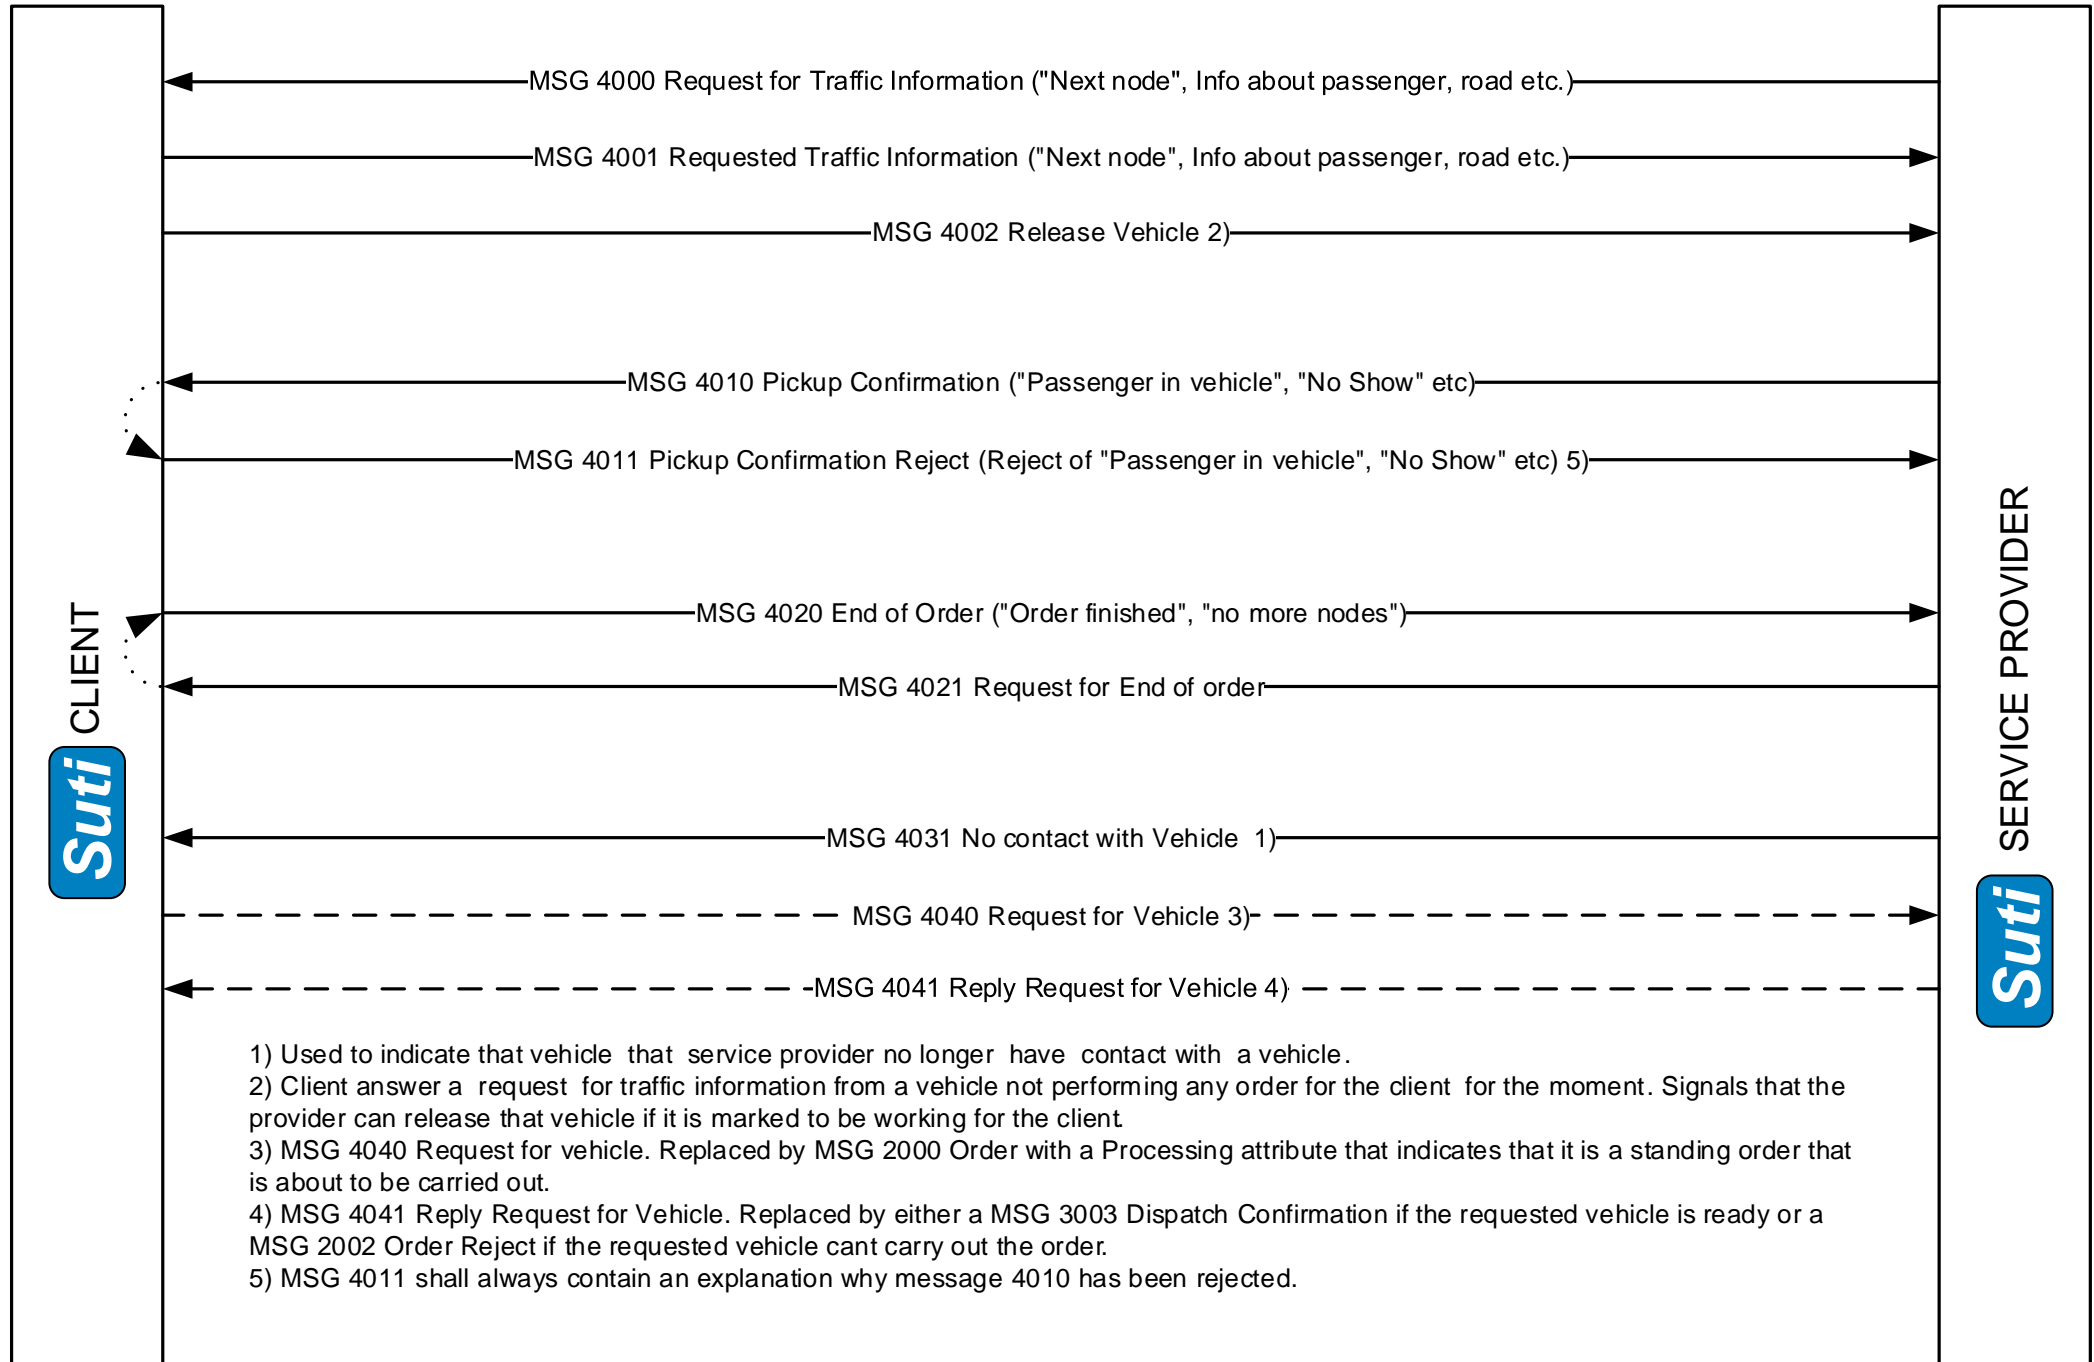 MSG 4000 Request for Traffic Information ("Next node", Info about passenger, road etc.)
MSG 4001 Requested Traffic Information ("Next node", Info about passenger, road etc.)
MSG 4002 Release Vehicle 2)
MSG 4010 Pickup Confirmation ("Passenger in vehicle", "No Show" etc)
MSG 4011 Pickup Confirmation Reject (Reject of "Passenger in vehicle", "No Show" etc) 5)
MSG 4020 End of Order ("Order finished", "no more nodes")
MSG 4021 Request for End of order
MSG 4031 No contact with Vehicle 1)
MSG 4040 Request for Vehicle 3)
MSG 4041 Reply Request for Vehicle 4)
Suti CLIENT
Suti SERVICE PROVIDER
1) Used to indicate that vehicle that service provider no longer have contact with a vehicle.
2) Client answer a request for traffic information from a vehicle not performing any order for the client for the moment. Signals that the
provider can release that vehicle if it is marked to be working for the client.
3) MSG 4040 Request for vehicle. Replaced by MSG 2000 Order with a Processing attribute that indicates that it is a standing order that
is about to be carried out.
4) MSG 4041 Reply Request for Vehicle. Replaced by either a MSG 3003 Dispatch Confirmation if the requested vehicle is ready or a
MSG 2002 Order Reject if the requested vehicle cant carry out the order.
5) MSG 4011 shall always contain an explanation why message 4010 has been rejected.